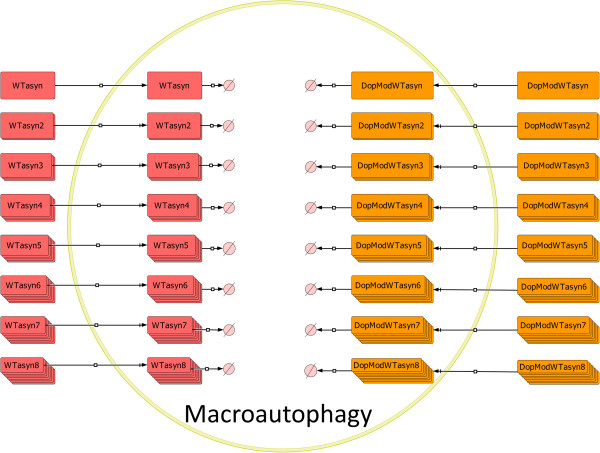 WTasyn WTasyn DopModWTasyn DopModWTasyn
WTasyn2 WTasyn2 DopModWTasyn2 DopModWTasyn2
WTasyn3 WTasyn3 DopModWTasyn3 DopModWTasyn3
WTasyn4 WTasyn4 DopModWTasyn4 DopModWTasyn4
WTasyn5 WTasyn5 DopModWTasyn5 DopModWTasyn5
WTasyn6 WTasyn6 DopModWTasyn6 DopModWTasyn6
WTasyn7 WTasyn7 DopModWTasyn7 DopModWTasyn7
WTasyn8 WTasyn8 DopModWTasyn8 DopModWTasyn8
Macroautophagy